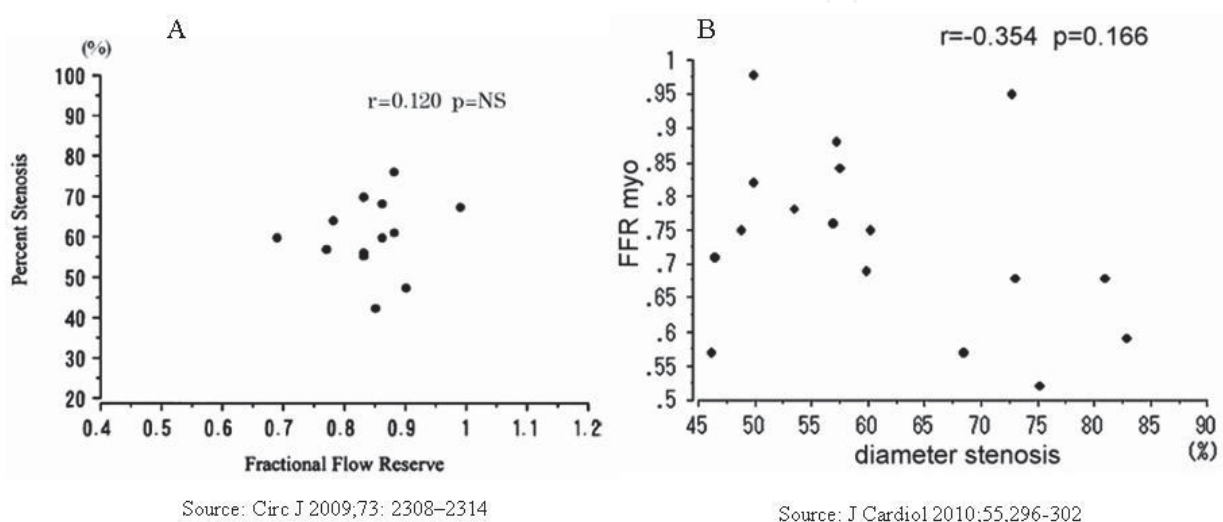 A
(%)
r=0.120 p=NS
100
90
80
70
60
50
40
30
20
Percent Stenosis
0.4 0.5 0.6 0.7 0.8 0.9 1 1.1 1.2
Fractional Flow Reserve
Source: Circ J 2009;73: 2308–2314
B
r=-0.354 p=0.166
1
.95
.9
.85
.8
.75
.7
.65
.6
.55
.5
FFR myo
45 50 55 60 65 70 75 80 85 90
diameter stenosis (%)
Source: J Cardiol 2010;55,296-302